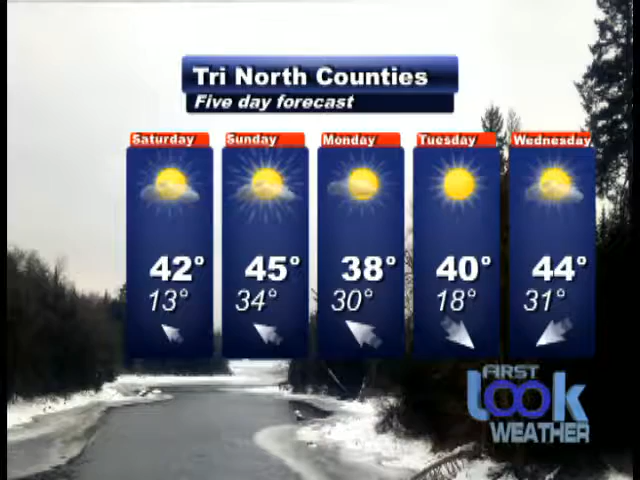 Tri North Counties
Five day forecast
Saturday Sunday Monday Tuesday Wednesday
42° 45° 38° 40° 44°
13° 34° 30° 18° 31°
FIRST
LOOK
WEATHER